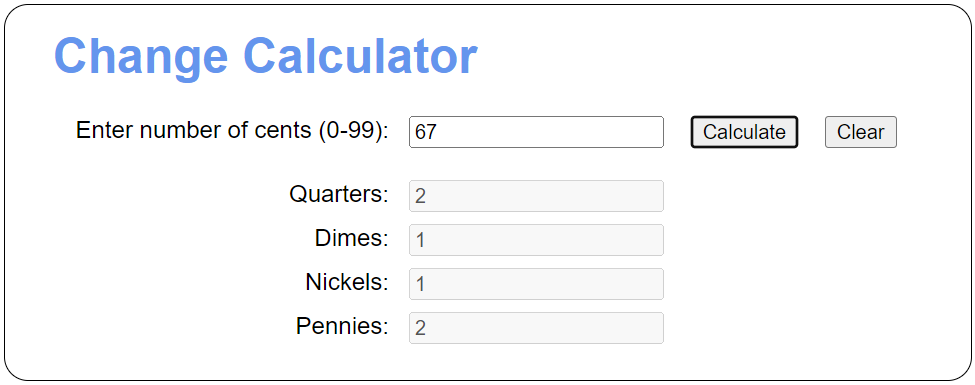 Change Calculator
Enter number of cents (0-99): 67 Calculate Clear
Quarters: 2
Dimes: 1
Nickels: 1
Pennies: 2